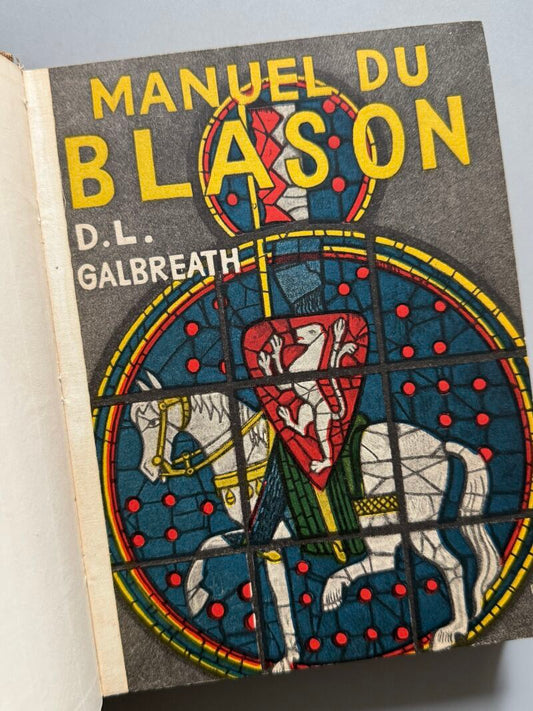 MANUEL DU
BLASON
D.L.
GALBREATH